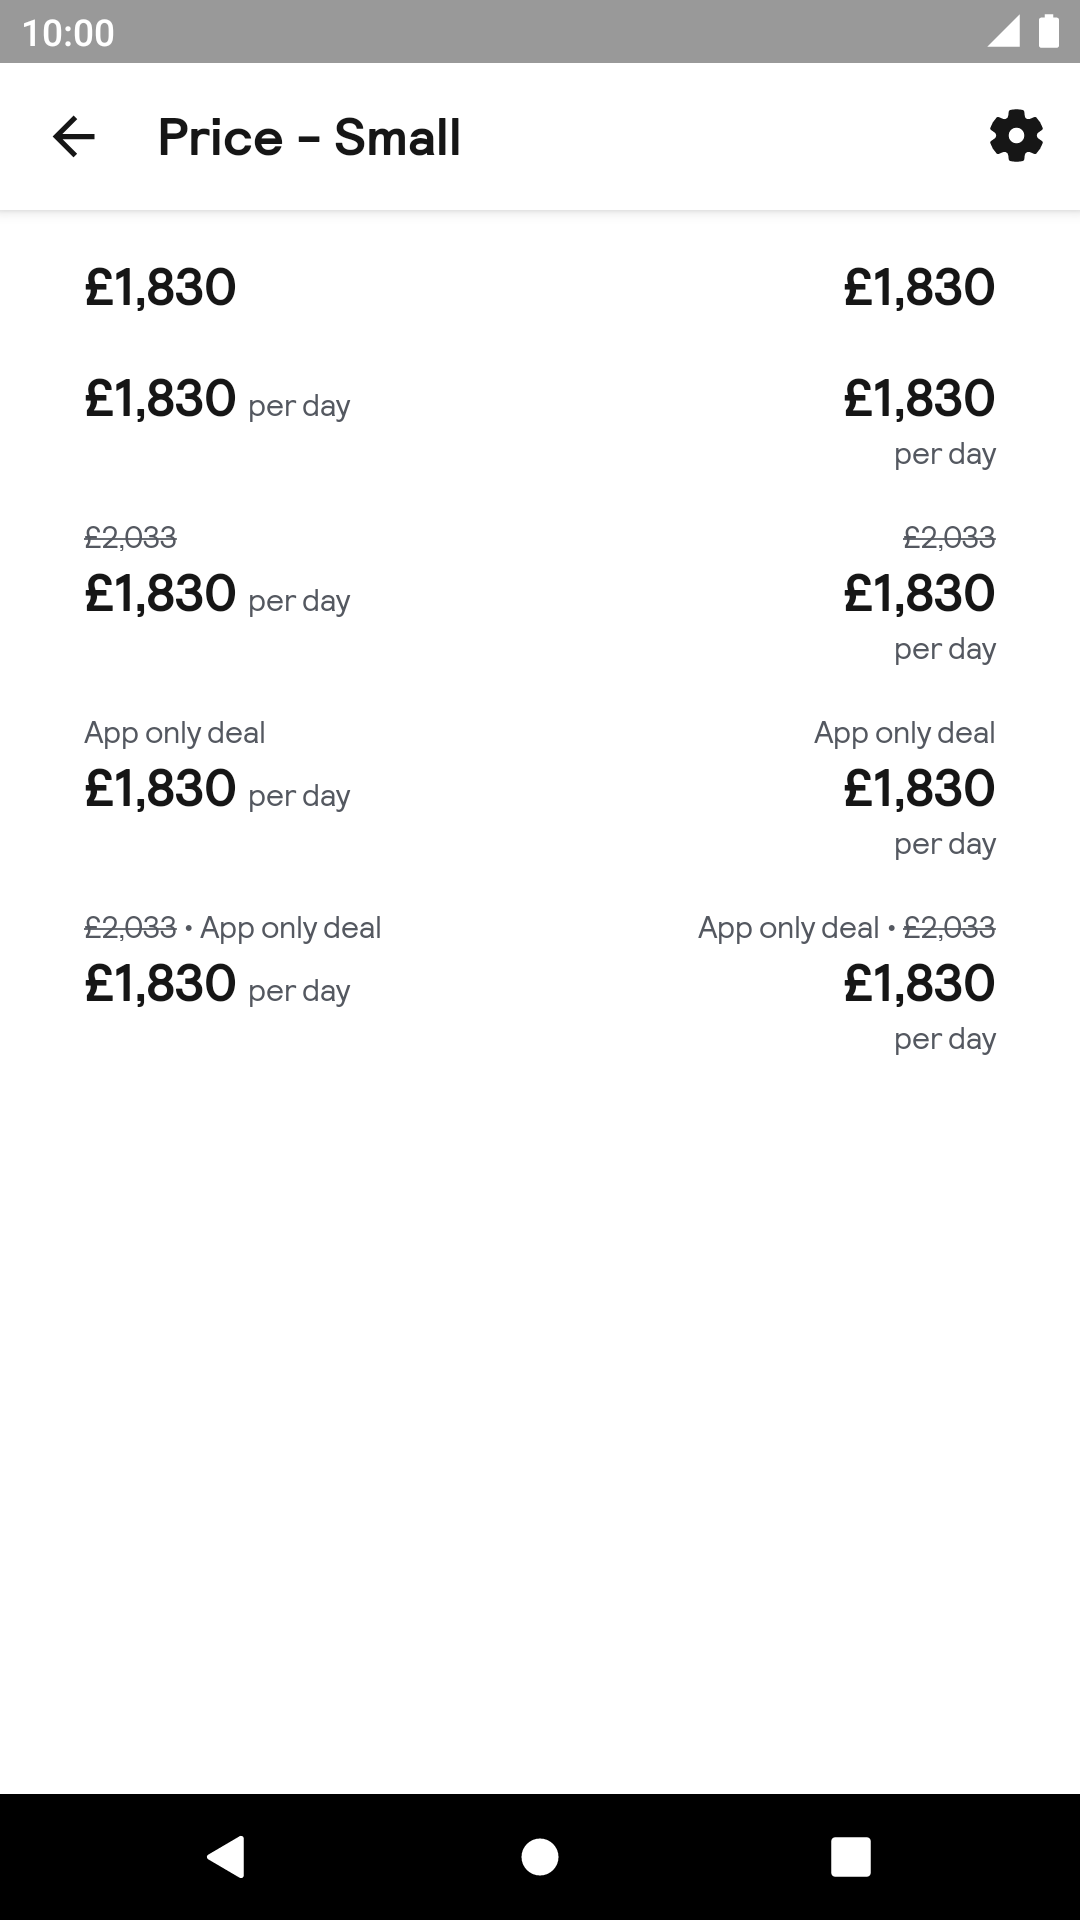 10:00
Price – Small
£1,830 £1,830
£1,830 per day £1,830
per day
£2,033 £2,033
£1,830 per day £1,830
per day
App only deal App only deal
£1,830 per day £1,830
per day
£2,033 • App only deal App only deal • £2,033
£1,830 per day £1,830
per day